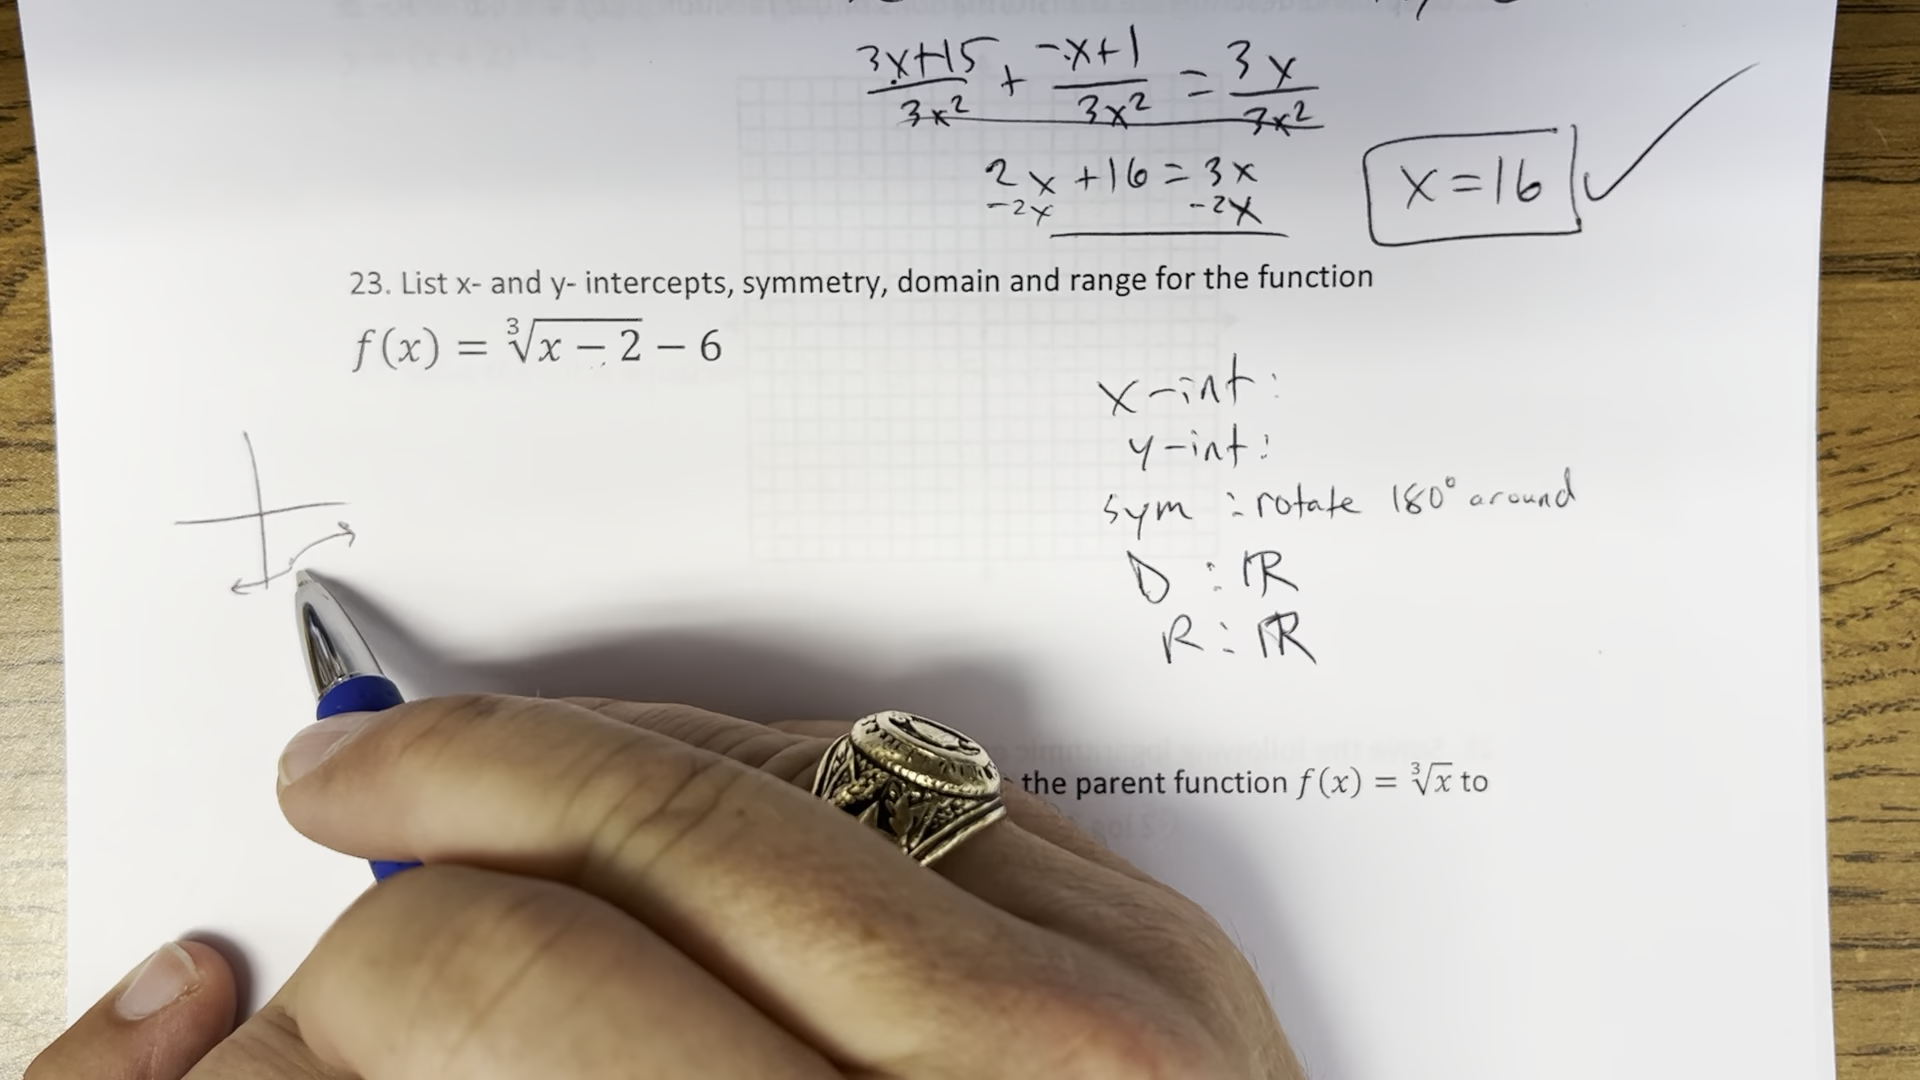 3x+15/3x² + -x+1/3x² = 3x/3x²
2x + 16 = 3x
-2x -2x
x = 16
23. List x- and y- intercepts, symmetry, domain and range for the function
f(x) = ∛(x − 2) − 6
x-int:
y-int:
sym : rotate 180° around
D : ℝ
R : ℝ
the parent function f(x) = ∛x to